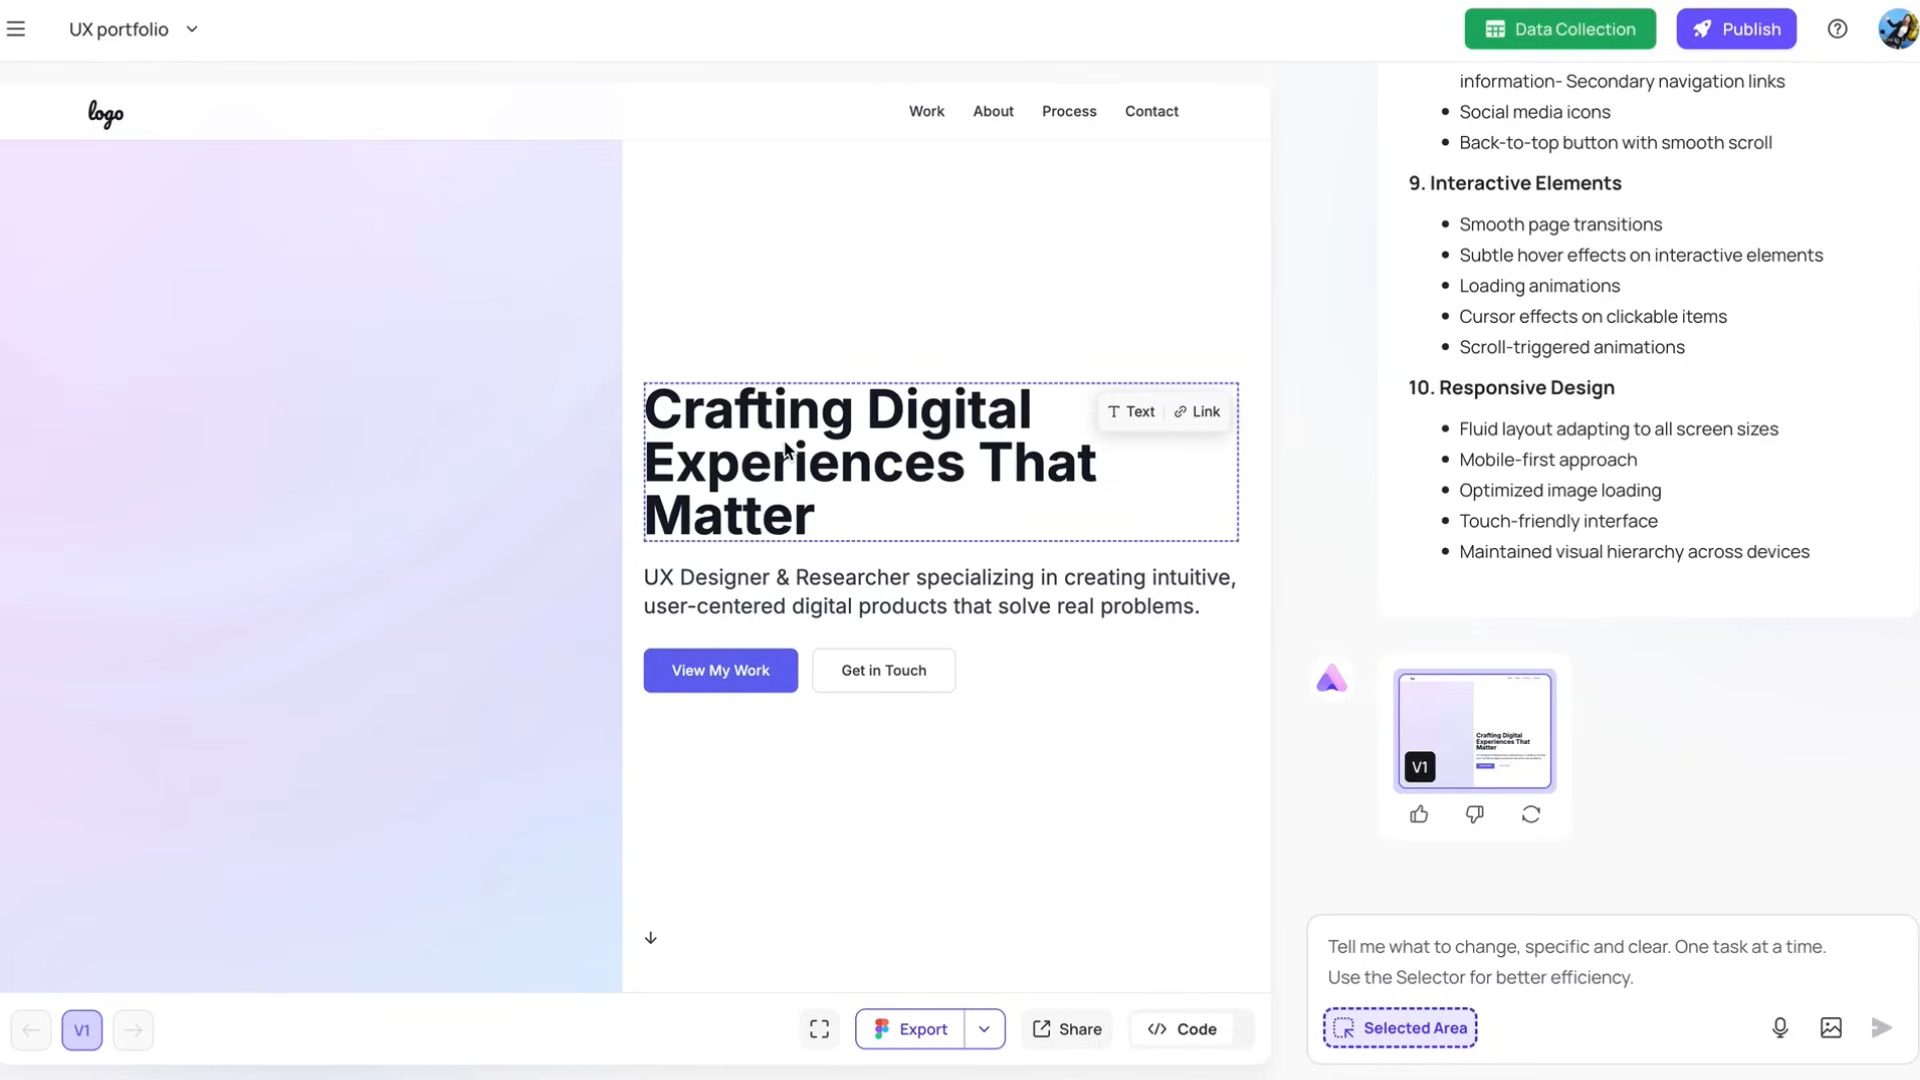 UX portfolio
Data Collection
Publish
logo
Work
About
Process
Contact
Crafting Digital
Experiences That
Matter
Text
Link
UX Designer & Researcher specializing in creating intuitive,
user-centered digital products that solve real problems.
View My Work
Get in Touch
V1
Export
Share
Code
information- Secondary navigation links
Social media icons
Back-to-top button with smooth scroll
9. Interactive Elements
Smooth page transitions
Subtle hover effects on interactive elements
Loading animations
Cursor effects on clickable items
Scroll-triggered animations
10. Responsive Design
Fluid layout adapting to all screen sizes
Mobile-first approach
Optimized image loading
Touch-friendly interface
Maintained visual hierarchy across devices
Crafting Digital
Experiences That
Matter
V1
Tell me what to change, specific and clear. One task at a time.
Use the Selector for better efficiency.
Selected Area